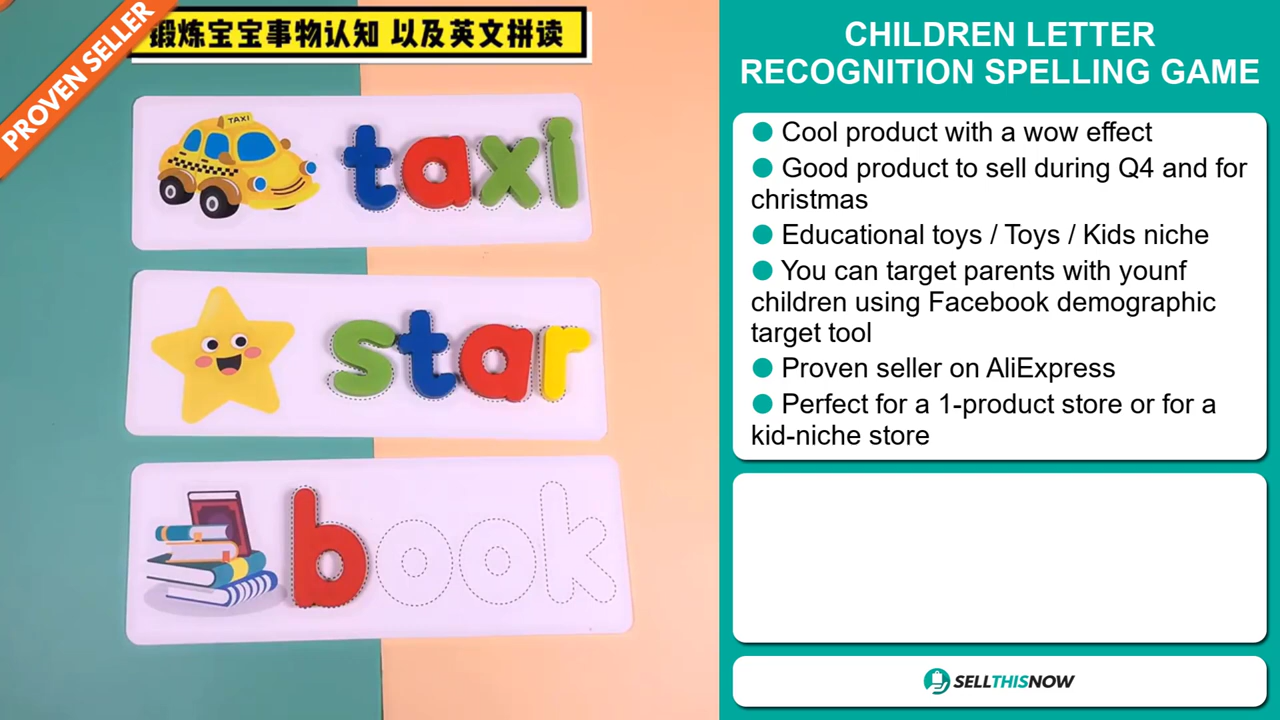 PROVEN SELLER
锻炼宝宝事物认知 以及英文拼读
TAXI
taxi
star
book
CHILDREN LETTER
RECOGNITION SPELLING GAME
● Cool product with a wow effect
● Good product to sell during Q4 and for
christmas
● Educational toys / Toys / Kids niche
● You can target parents with younf
children using Facebook demographic
target tool
● Proven seller on AliExpress
● Perfect for a 1-product store or for a
kid-niche store
SELLTHISNOW